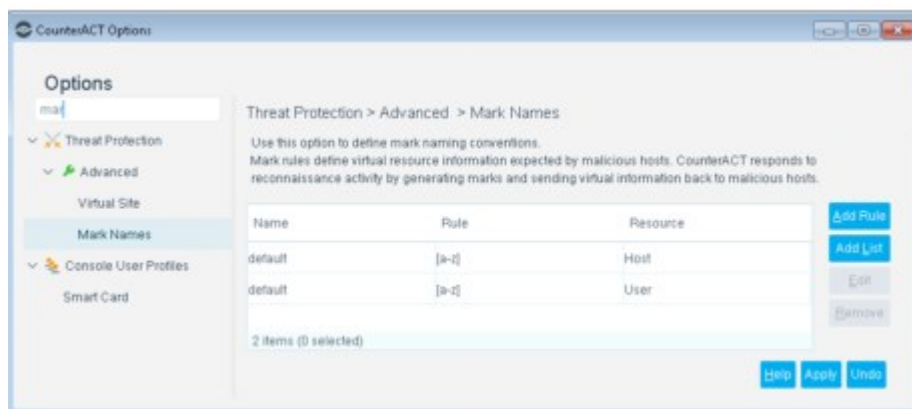 CounterACT Options
Options
mar
Threat Protection > Advanced > Mark Names
Threat Protection
Use this option to define mark naming conventions.
Mark rules define virtual resource information expected by malicious hosts. CounterACT responds to
reconnaissance activity by generating marks and sending virtual information back to malicious hosts.
Advanced
Virtual Site
Mark Names
Name Rule Resource
Add Rule
default [a-z] Host
Add List
Console User Profiles
Smart Card
default [a-z] User
Edit
Remove
2 items (0 selected)
Help Apply Undo